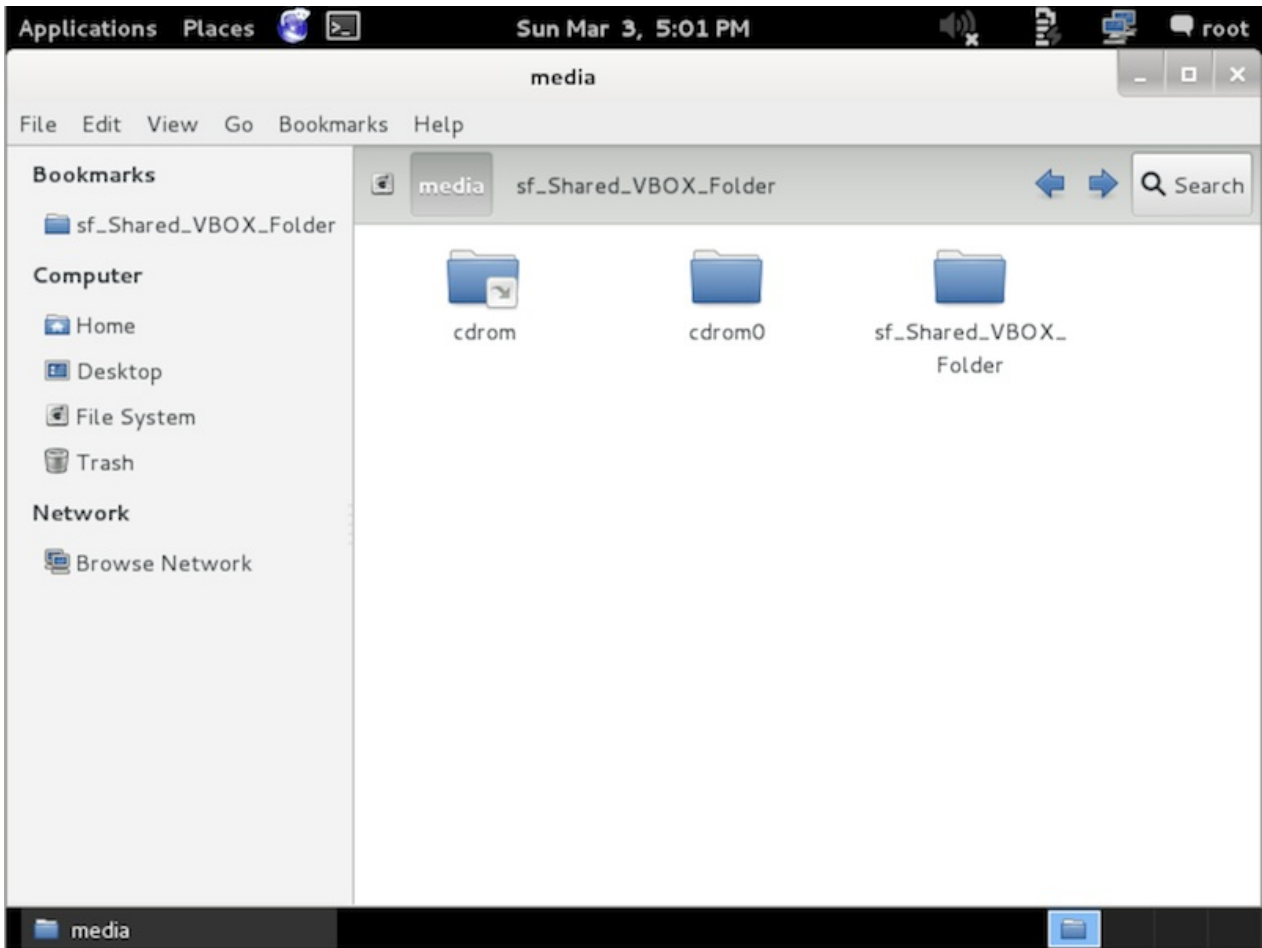 Applications Places Sun Mar 3, 5:01 PM root
media
File Edit View Go Bookmarks Help
Bookmarks
sf_Shared_VBOX_Folder
Computer
Home
Desktop
File System
Trash
Network
Browse Network
media sf_Shared_VBOX_Folder Search
cdrom
cdrom0
sf_Shared_VBOX_
Folder
media